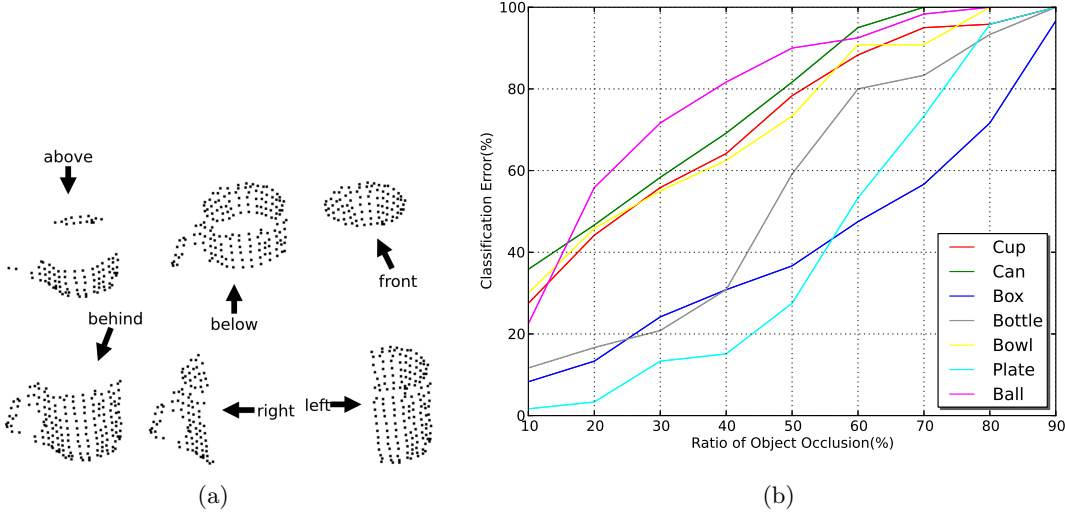 above
behind
below
front
right
left
(a)
Classification Error(%)
100
80
60
40
20
0
10 20 30 40 50 60 70 80 90
Ratio of Object Occlusion(%)
Cup
Can
Box
Bottle
Bowl
Plate
Ball
(b)